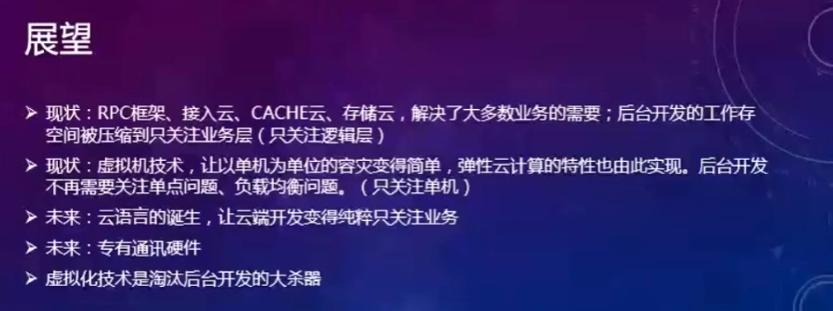 展望
➢ 现状：RPC框架、接入云、CACHE云、存储云，解决了大多数业务的需要；后台开发的工作存
空间被压缩到只关注业务层（只关注逻辑层）
➢ 现状：虚拟机技术，让以单机为单位的容灾变得简单，弹性云计算的特性也由此实现。后台开发
不再需要关注单点问题、负载均衡问题。（只关注单机）
➢ 未来：云语言的诞生，让云端开发变得纯粹只关注业务
➢ 未来：专有通讯硬件
➢ 虚拟化技术是淘汰后台开发的大杀器